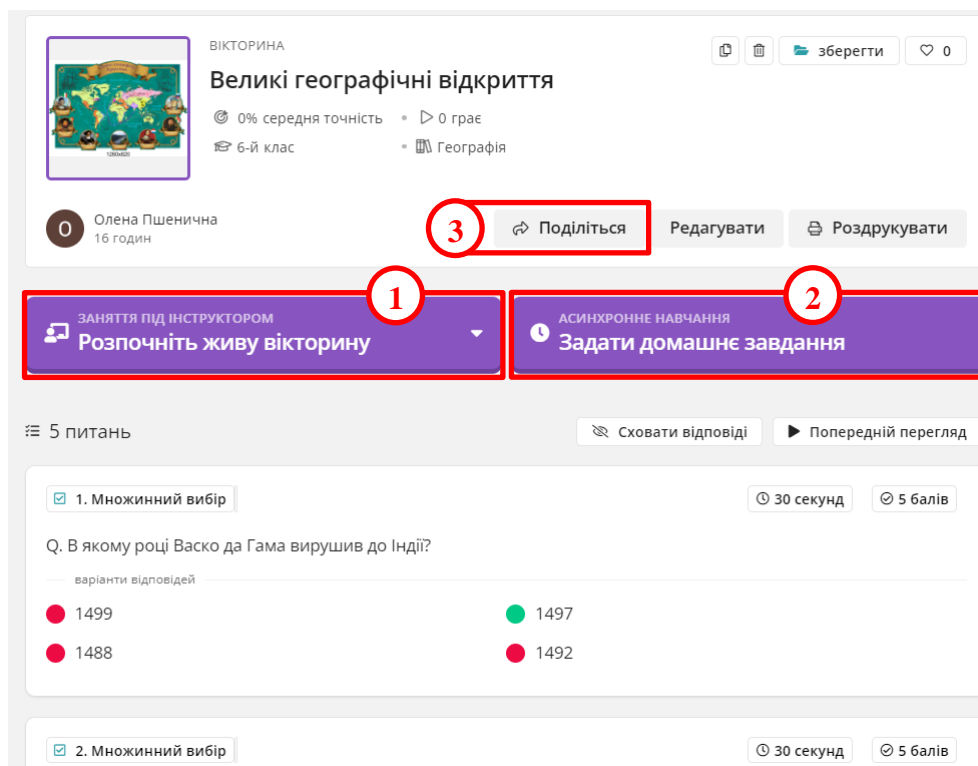 ВІКТОРИНА
зберегти
0
Великі географічні відкриття
0% середня точність • 0 грає
6-й клас • Географія
О
Олена Пшенична
16 годин
3
Поділіться
Редагувати
Роздрукувати
1
2
ЗАНЯТТЯ ПІД ІНСТРУКТОРОМ
Розпочніть живу вікторину
АСИНХРОННЕ НАВЧАННЯ
Задати домашнє завдання
5 питань
Сховати відповіді
Попередній перегляд
1. Множинний вибір
30 секунд
5 балів
Q. В якому році Васко да Гама вирушив до Індії?
варіанти відповідей
1499
1497
1488
1492
2. Множинний вибір
30 секунд
5 балів